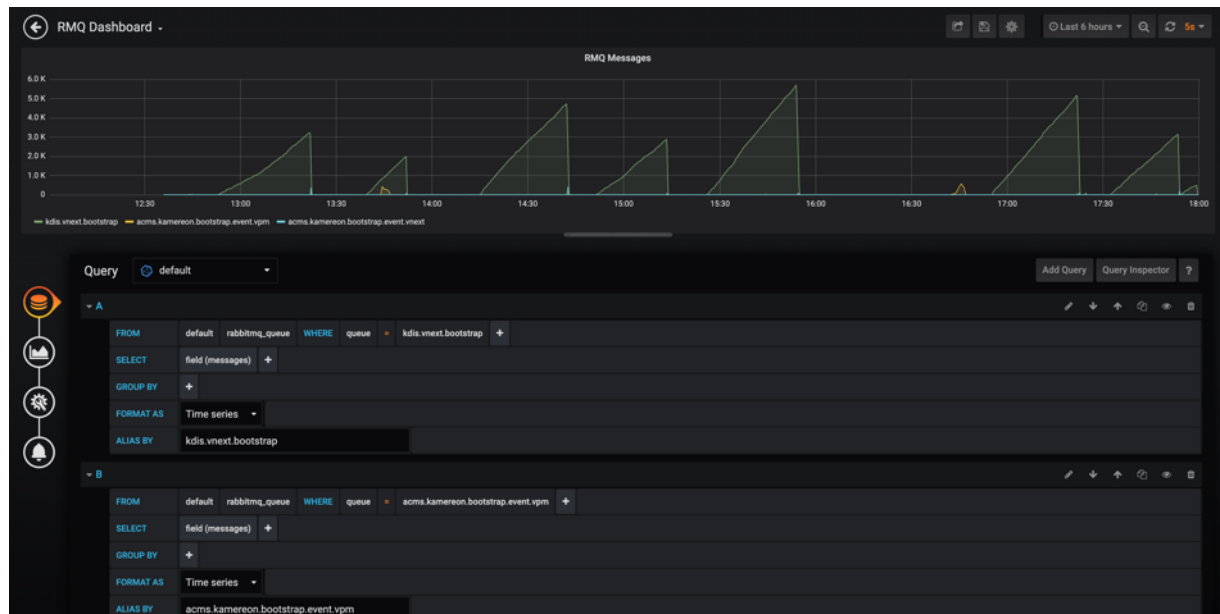 RMQ Dashboard
Last 6 hours 5s
RMQ Messages
6.0 K
5.0 K
4.0 K
3.0 K
2.0 K
1.0 K
0
12:30 13:00 13:30 14:00 14:30 15:00 15:30 16:00 16:30 17:00 17:30 18:00
kdis.vnext.bootstrap acms.kamereon.bootstrap.event.vpm acms.kamereon.bootstrap.event.vnext
Query default Add Query Query Inspector ?
A
FROM default rabbitmq_queue WHERE queue = kdis.vnext.bootstrap +
SELECT field (messages) +
GROUP BY +
FORMAT AS Time series
ALIAS BY kdis.vnext.bootstrap
B
FROM default rabbitmq_queue WHERE queue = acms.kamereon.bootstrap.event.vpm +
SELECT field (messages) +
GROUP BY +
FORMAT AS Time series
ALIAS BY acms.kamereon.bootstrap.event.vpm